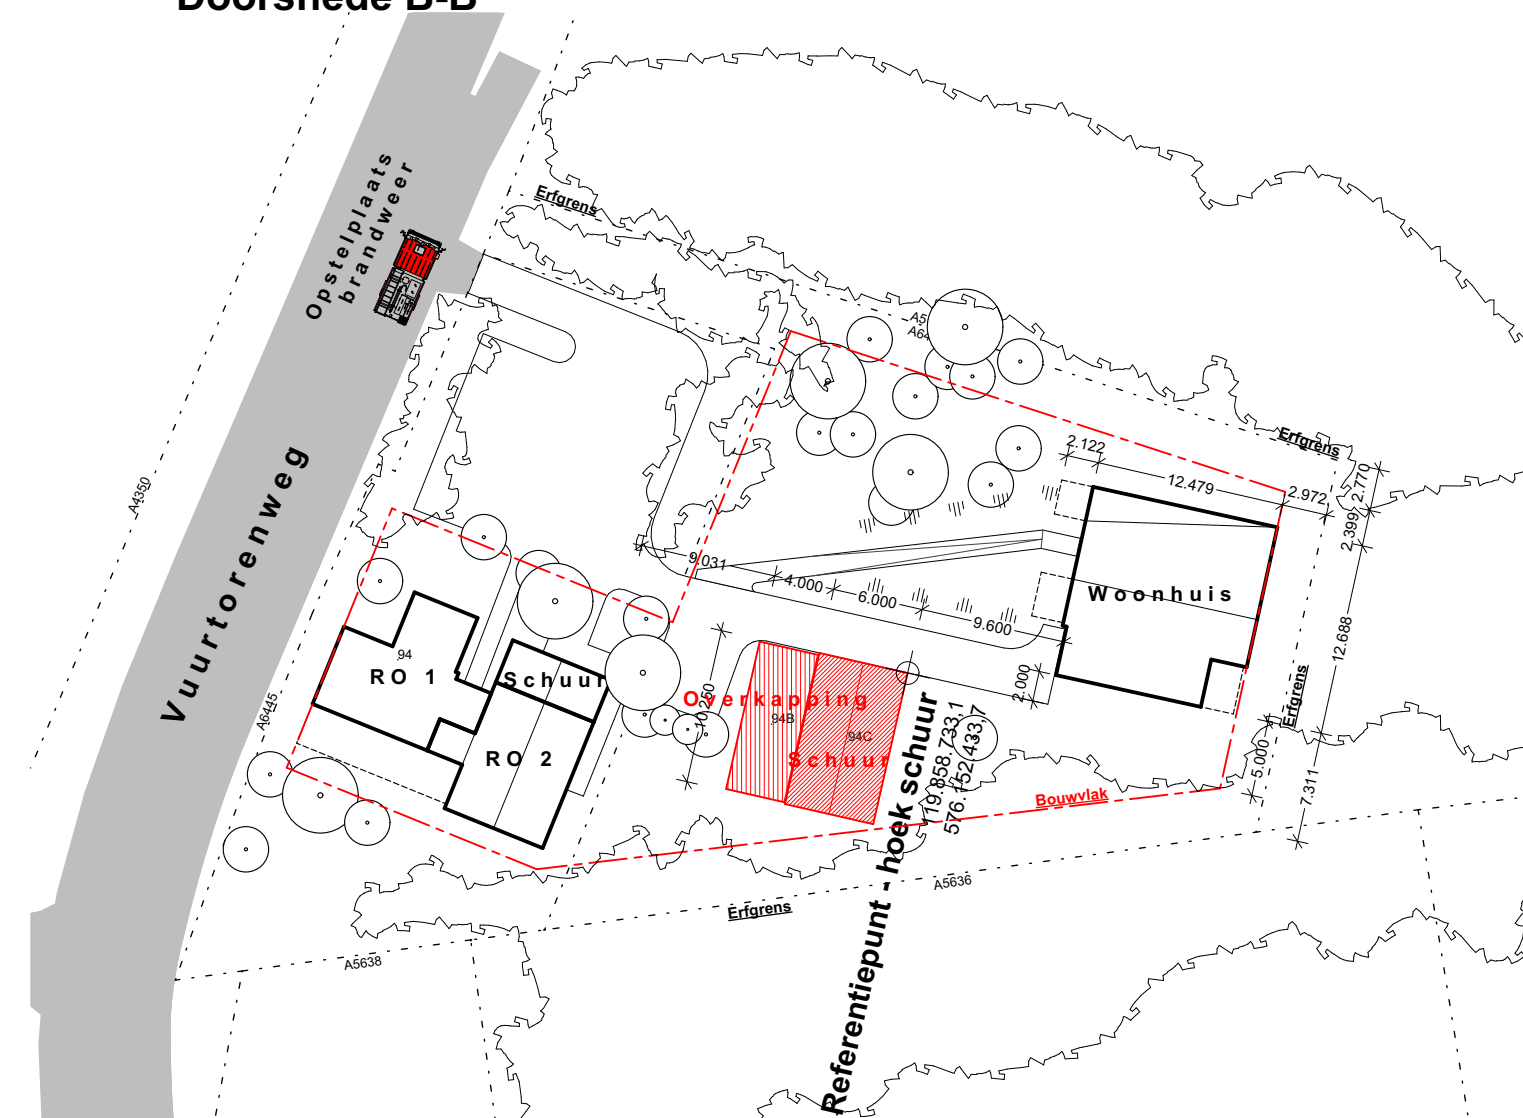 Doorsnede B-B
Opstelplaats
brandweer
Erfgrens
A4350
Vuurtorenweg
A6445
Erfgrens
2.122
12.479
2.972
2.770
2.399
9.031
4.000
6.000
9.600
Woonhuis
12.688
2.000
94
RO 1
Schuur
RO 2
10.250
Overkapping
94B
94C
Schuur
Referentiepunt - hoek schuur
119.858.733,1
576.152.433,7
Erfgrens
5.000
7.311
Bouwvlak
A5636
Erfgrens
A5638